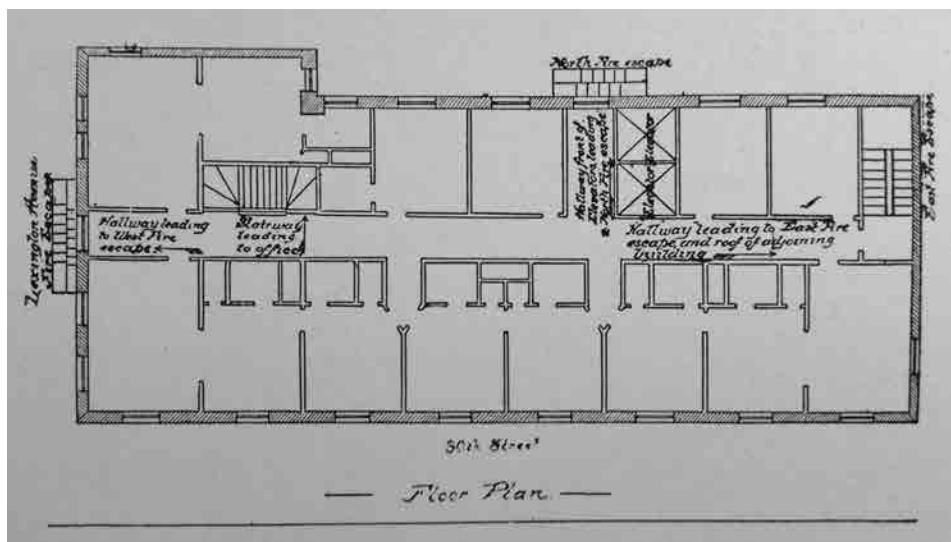 North Fire escape
Lexington Avenue
Fire Escape
Hallway leading
to West Fire
escapes
Stairway
leading
to office
Hallway front of
Elevators leading
to North Fire escape
Elevator
Elevator
Hallway leading to East Fire
escape and roof of adjoining
building
East Fire Escape
30th Street
Floor Plan